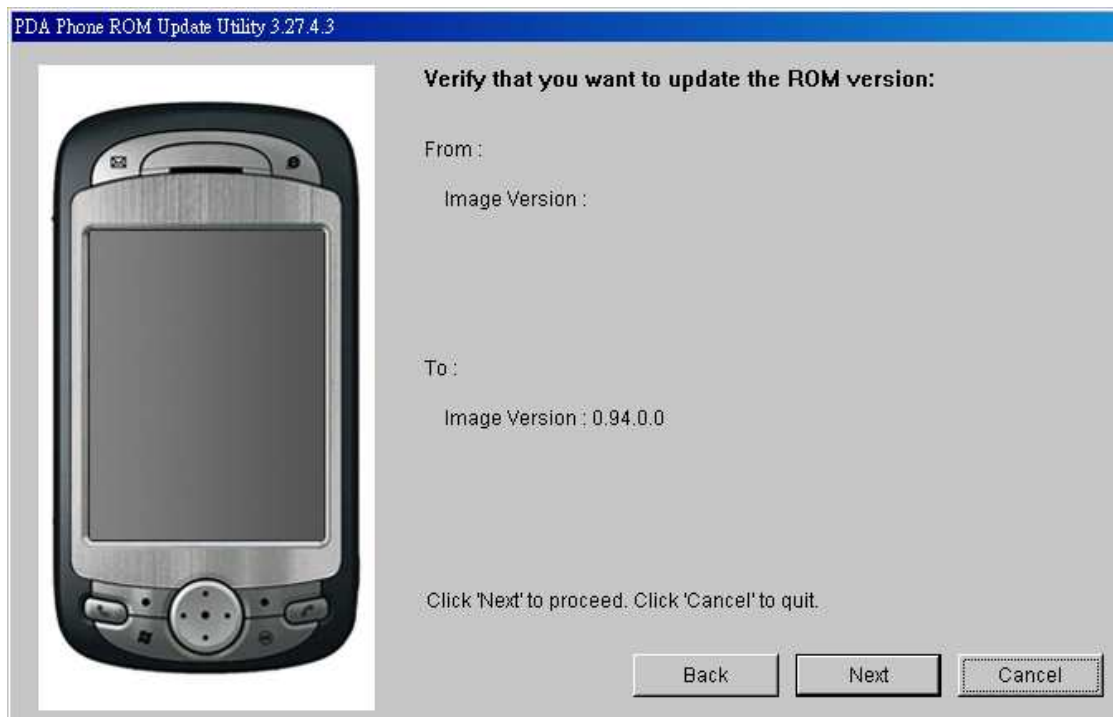 PDA Phone ROM Update Utility 3.27.4.3
Verify that you want to update the ROM version:
From :
Image Version :
To :
Image Version : 0.94.0.0
Click 'Next' to proceed. Click 'Cancel' to quit.
Back
Next
Cancel